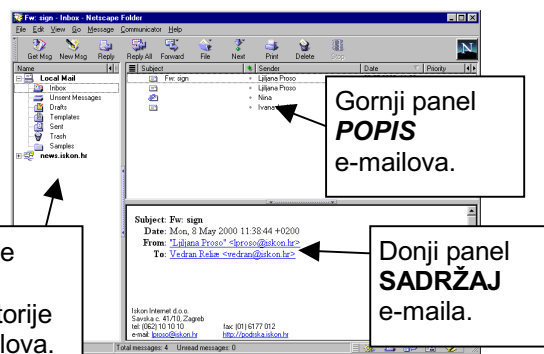 Fw: sign - Inbox - Netscape Folder
File Edit View Go Message Communicator Help
Get Msg New Msg Reply Reply All Forward File Next Print Delete Stop
N
Name
Subject Sender Date Priority
Local Mail
Inbox
Unsent Messages
Drafts
Templates
Sent
Trash
Samples
news.iskon.hr
Fw: sign Ljiljana Proso
Ljiljana Proso
Nina
Ivana
Gornji panel
POPIS
e-mailova.
Subject: Fw: sign
Date: Mon, 8 May 2000 11:38:44 +0200
From: "Ljiljana Proso" <lproso@iskon.hr>
To: Vedran Reliæ <vedran@iskon.hr>
Donji panel
SADRŽAJ
e-maila.
e
torije
lova.
Iskon Internet d.o.o.
Savska c. 41/10, Zagreb
tel: (062) 10 10 10 fax: (01) 6177 012
e-mail: lproso@iskon.hr http://podrska.iskon.hr
Total messages: 4 Unread messages: 0